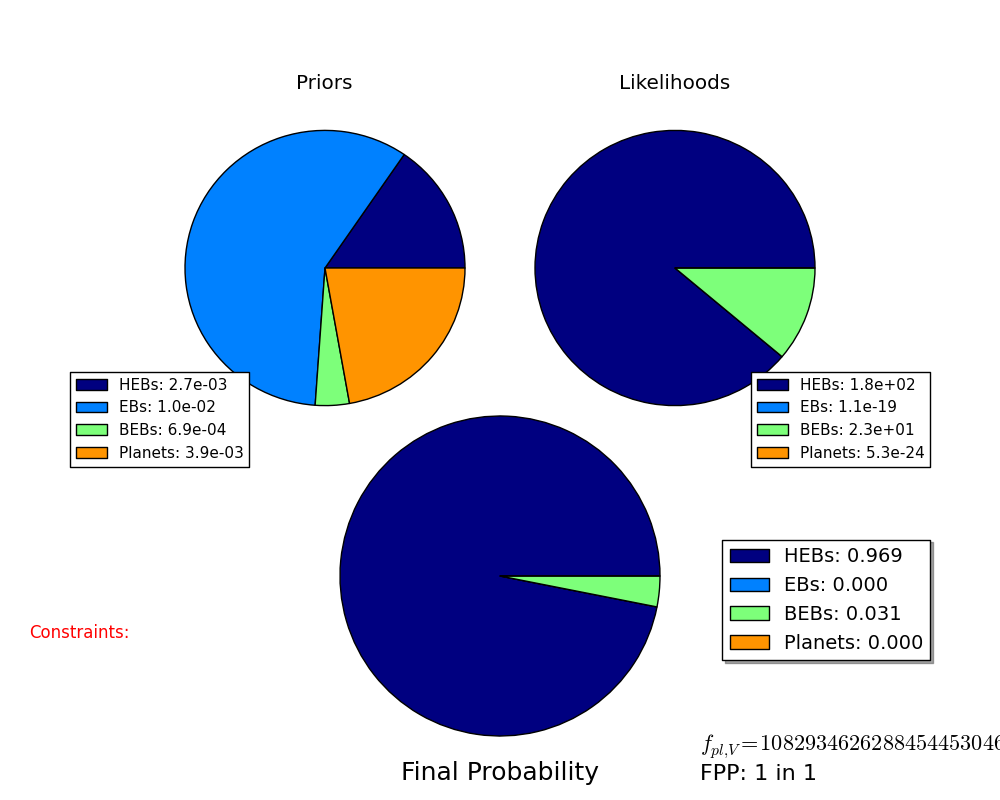 Priors
Likelihoods
HEBs: 2.7e-03
EBs: 1.0e-02
BEBs: 6.9e-04
Planets: 3.9e-03
HEBs: 1.8e+02
EBs: 1.1e-19
BEBs: 2.3e+01
Planets: 5.3e-24
HEBs: 0.969
EBs: 0.000
BEBs: 0.031
Planets: 0.000
Constraints:
f_{pl,V}=1082934626288454453046
Final Probability
FPP: 1 in 1